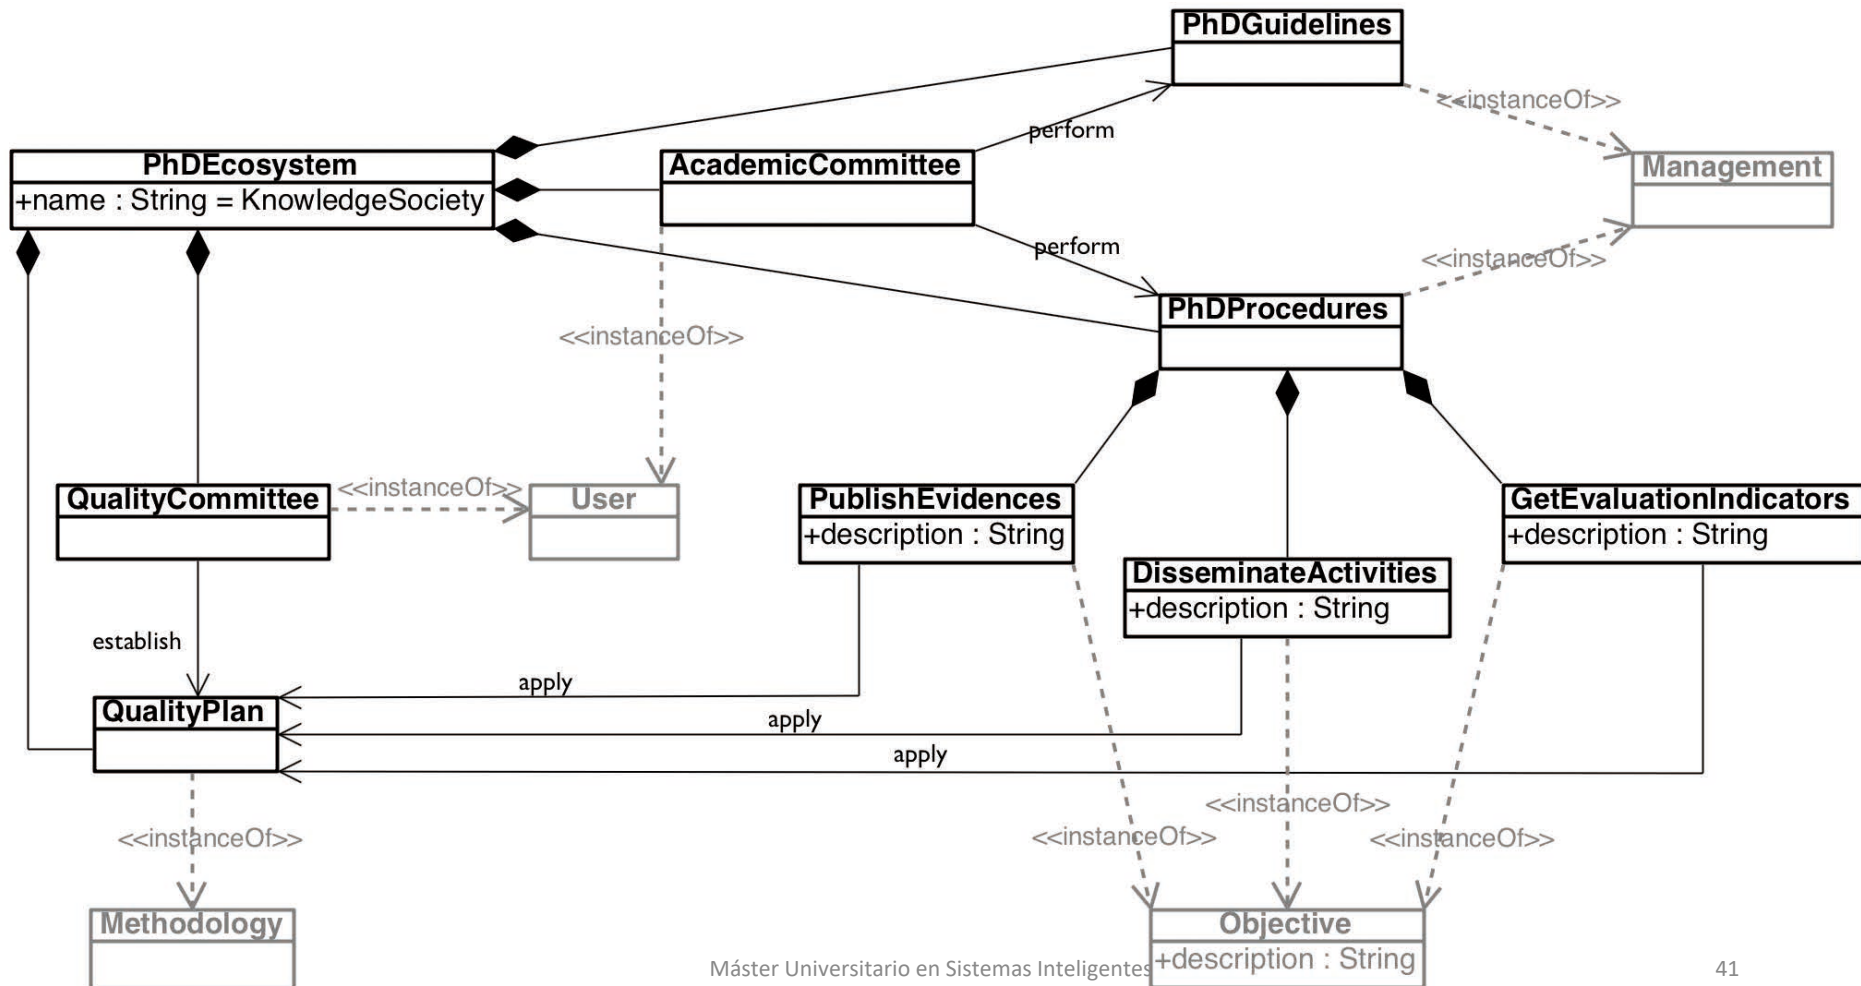 PhDGuidelines
<<instanceOf>>
perform
PhDEcosystem
+name : String = KnowledgeSociety
AcademicCommittee
Management
perform
<<instanceOf>>
PhDProcedures
<<instanceOf>>
QualityCommittee
<<instanceOf>>
User
PublishEvidences
+description : String
GetEvaluationIndicators
+description : String
DisseminateActivities
+description : String
establish
apply
QualityPlan
apply
apply
<<instanceOf>>
<<instanceOf>>
<<instanceOf>>
<<instanceOf>>
Methodology
Objective
+description : String
Máster Universitario en Sistemas Inteligentes
41